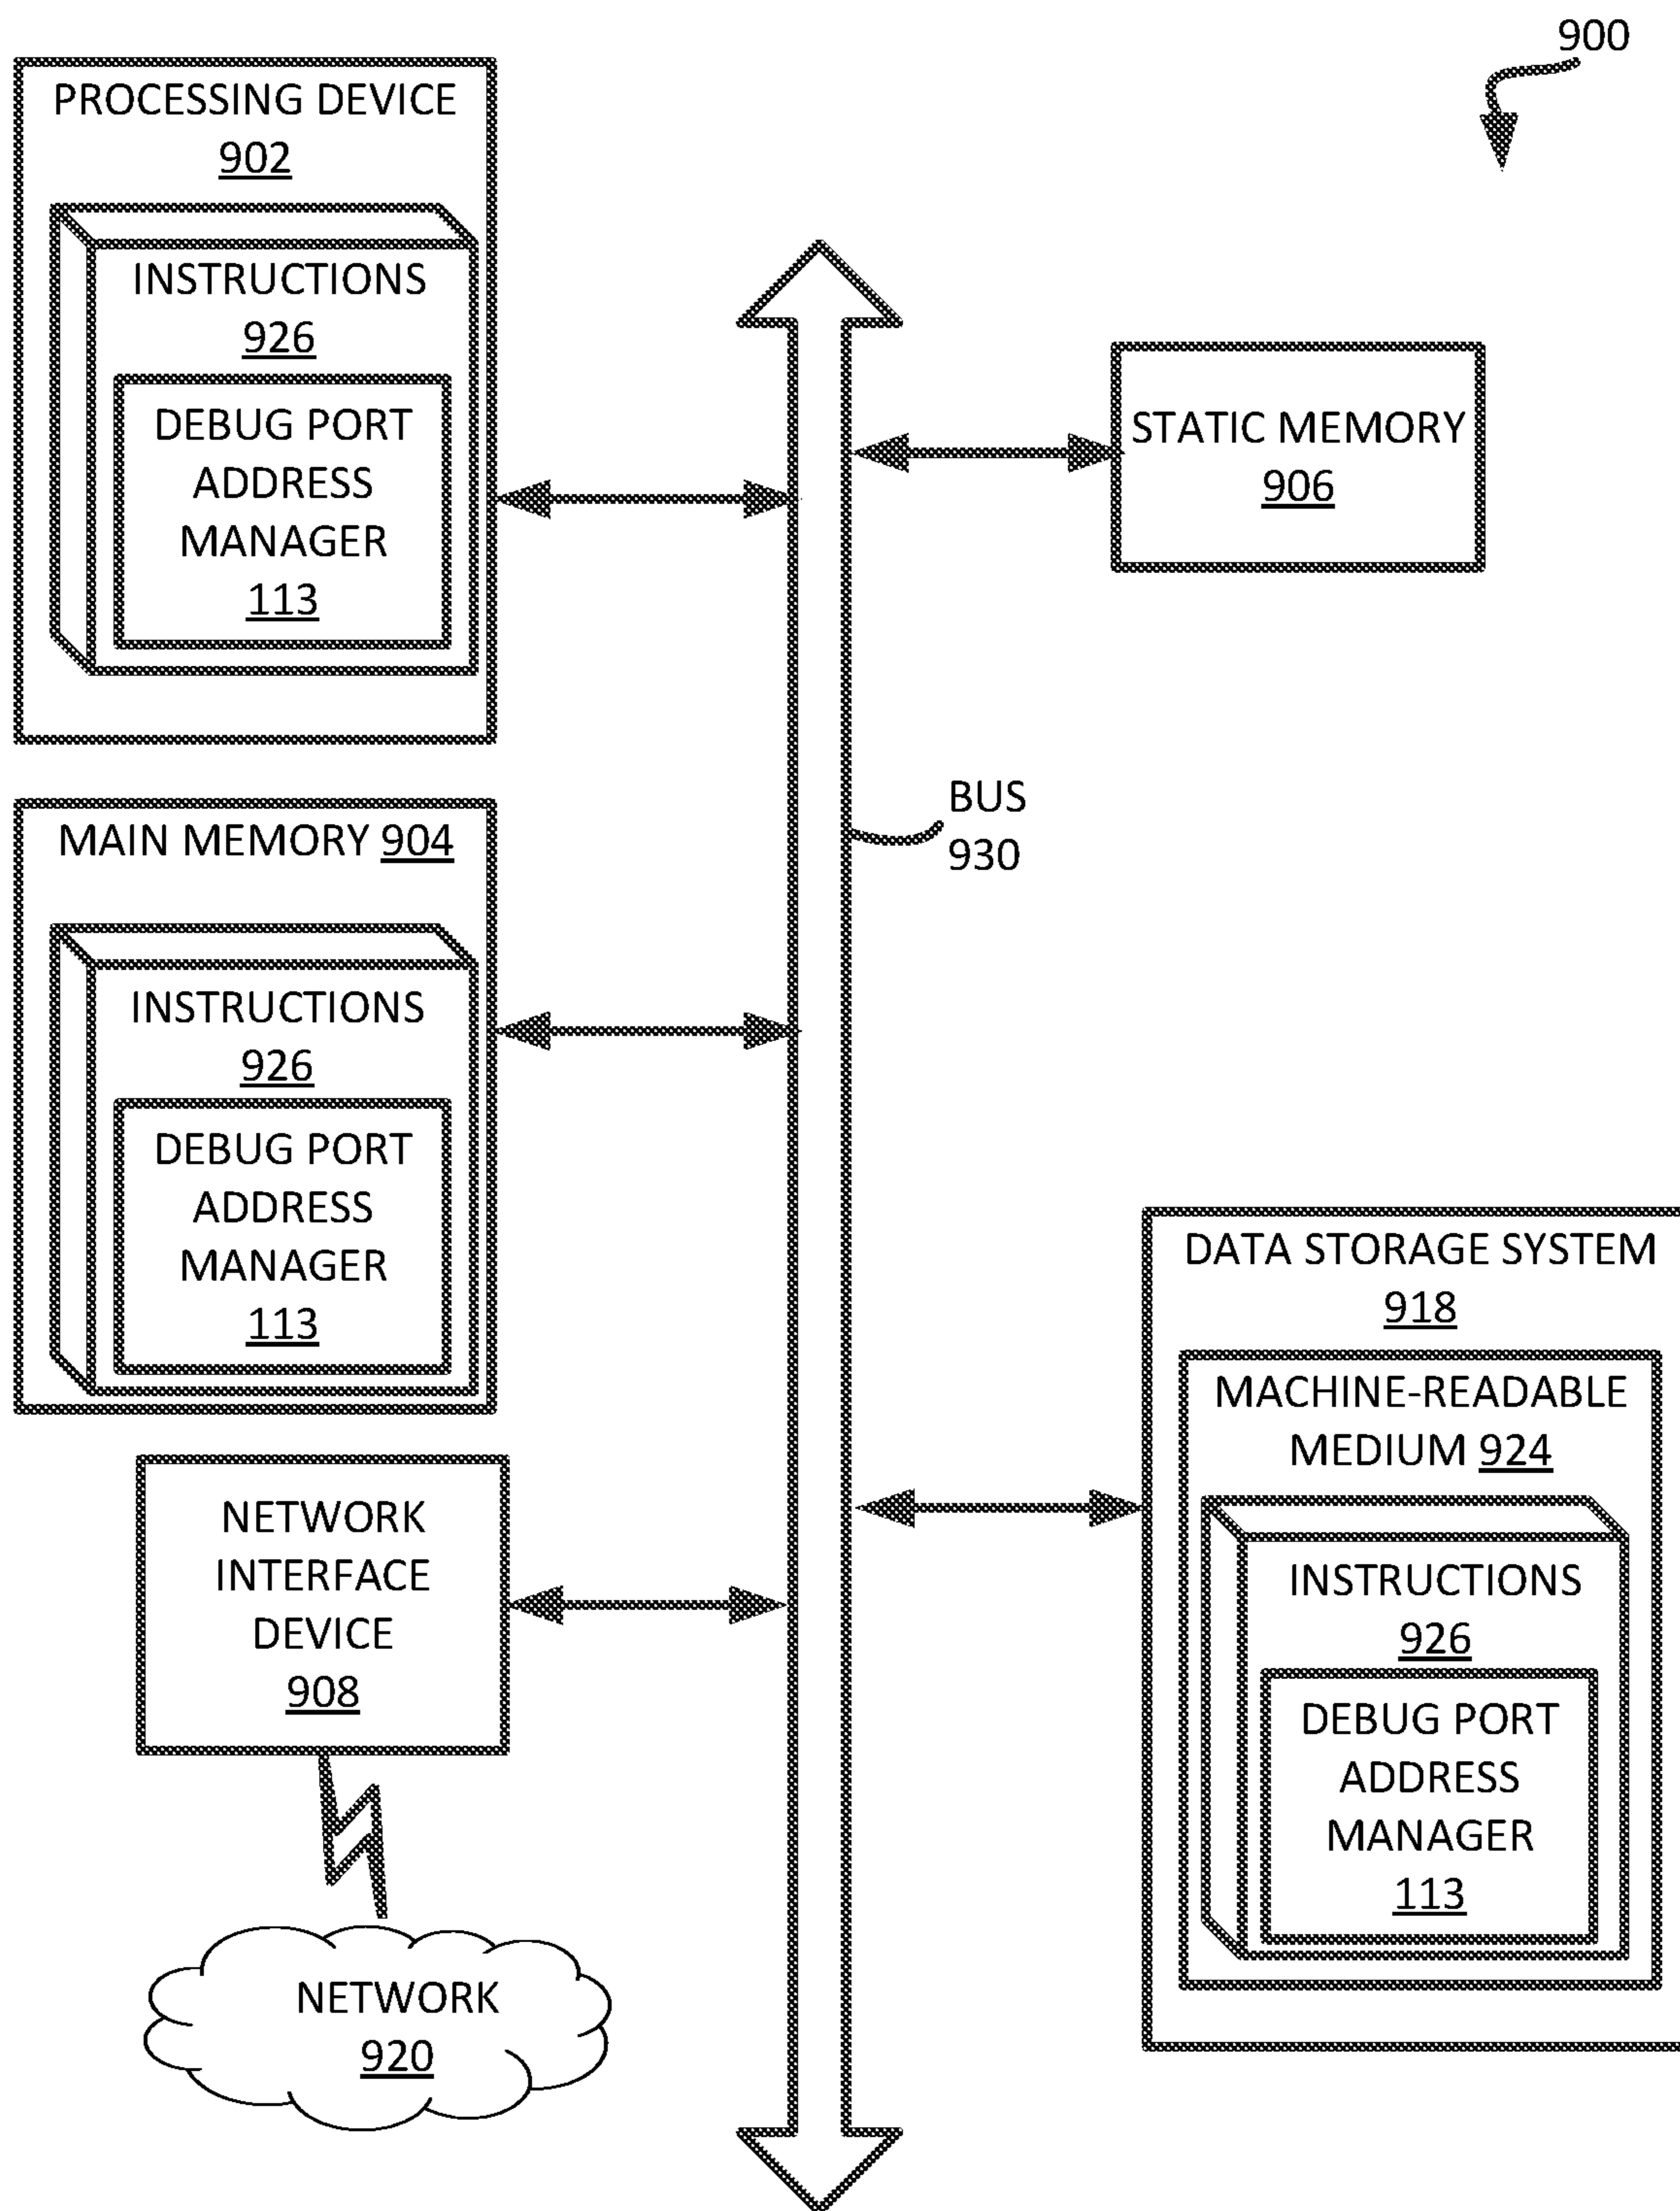 900
PROCESSING DEVICE
902
INSTRUCTIONS
926
DEBUG PORT
ADDRESS
MANAGER
113
STATIC MEMORY
906
BUS
930
MAIN MEMORY 904
INSTRUCTIONS
926
DEBUG PORT
ADDRESS
MANAGER
113
DATA STORAGE SYSTEM
918
MACHINE-READABLE
MEDIUM 924
INSTRUCTIONS
926
DEBUG PORT
ADDRESS
MANAGER
113
NETWORK
INTERFACE
DEVICE
908
NETWORK
920